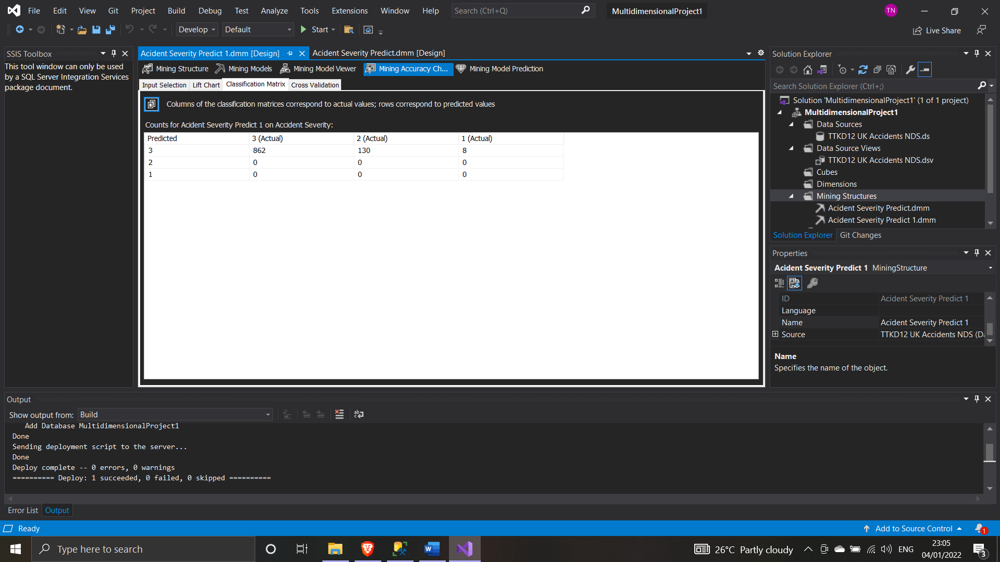 File Edit View Git Project Build Debug Test Analyze Tools Extensions Window Help Search (Ctrl+Q) MultidimensionalProject1 TN
Develop Default Start Live Share
SSIS Toolbox
This tool window can only be used
by a SQL Server Integration Services
package document.
Acident Severity Predict 1.dmm [Design] Acident Severity Predict.dmm [Design]
Mining Structure Mining Models Mining Model Viewer Mining Accuracy Ch... Mining Model Prediction
Input Selection Lift Chart Classification Matrix Cross Validation
Columns of the classification matrices correspond to actual values; rows correspond to predicted values
Counts for Acident Severity Predict 1 on Accident Severity:
Predicted 3 (Actual) 2 (Actual) 1 (Actual)
3 862 130 8
2 0 0 0
1 0 0 0
Solution Explorer
Search Solution Explorer (Ctrl+;)
Solution 'MultidimensionalProject1' (1 of 1 project)
MultidimensionalProject1
Data Sources
TTKD12 UK Accidents NDS.ds
Data Source Views
TTKD12 UK Accidents NDS.dsv
Cubes
Dimensions
Mining Structures
Acident Severity Predict.dmm
Acident Severity Predict 1.dmm
Solution Explorer Git Changes
Properties
Acident Severity Predict 1 MiningStructure
ID Acident Severity Predict 1
Language
Name Acident Severity Predict 1
Source TTKD12 UK Accidents NDS (Da
Name
Specifies the name of the object.
Output
Show output from: Build
Add Database MultidimensionalProject1
Done
Sending deployment script to the server...
Done
Deploy complete -- 0 errors, 0 warnings
========== Deploy: 1 succeeded, 0 failed, 0 skipped ==========
Error List Output
Ready Add to Source Control 1
Type here to search 26°C Partly cloudy ENG 23:05
04/01/2022 3